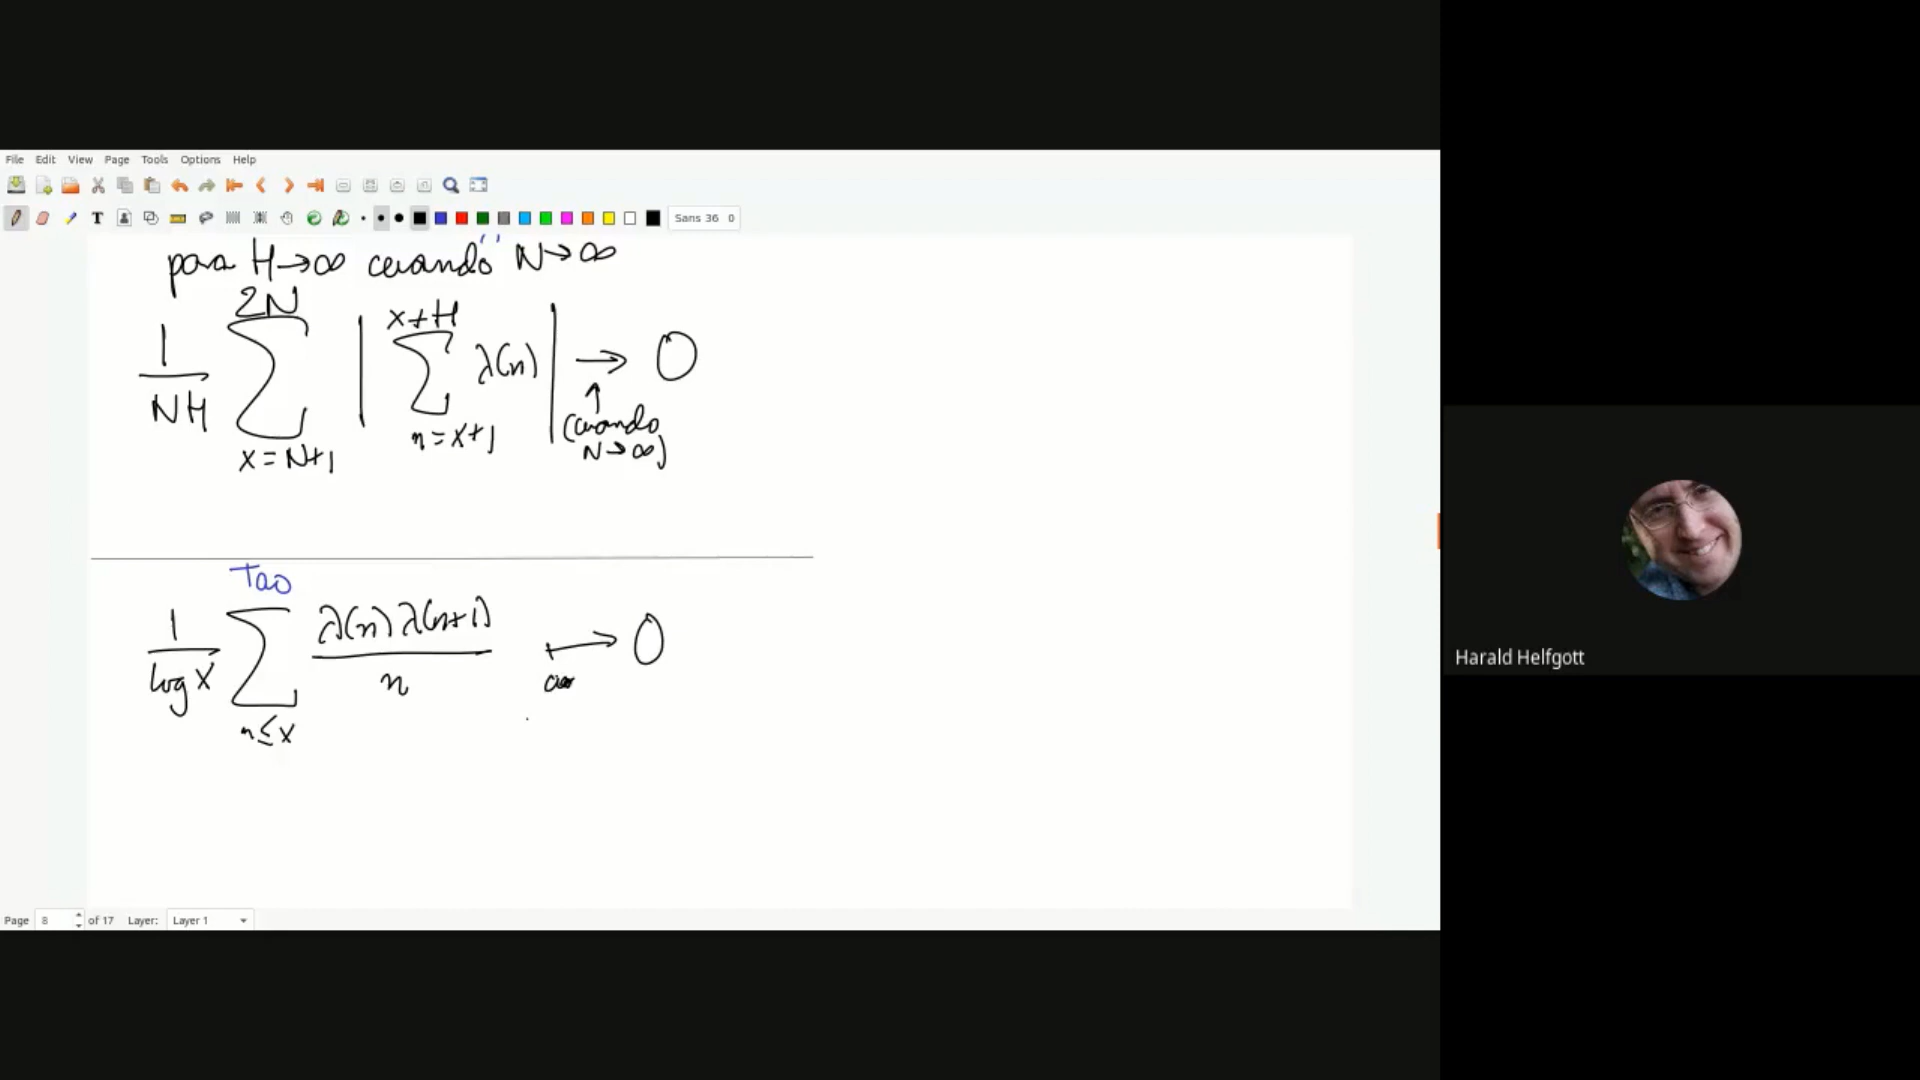 File Edit View Page Tools Options Help
Sans 36 0
para H→∞ cuando N→∞
1/NH ∑_{x=N+1}^{2N} | ∑_{n=x+1}^{x+H} λ(n) | → 0
↑
(cuando
N→∞)
Tao
1/log X ∑_{n≤X} λ(n)λ(n+1)/n ↦ 0
Harald Helfgott
Page 8 of 17 Layer: Layer 1